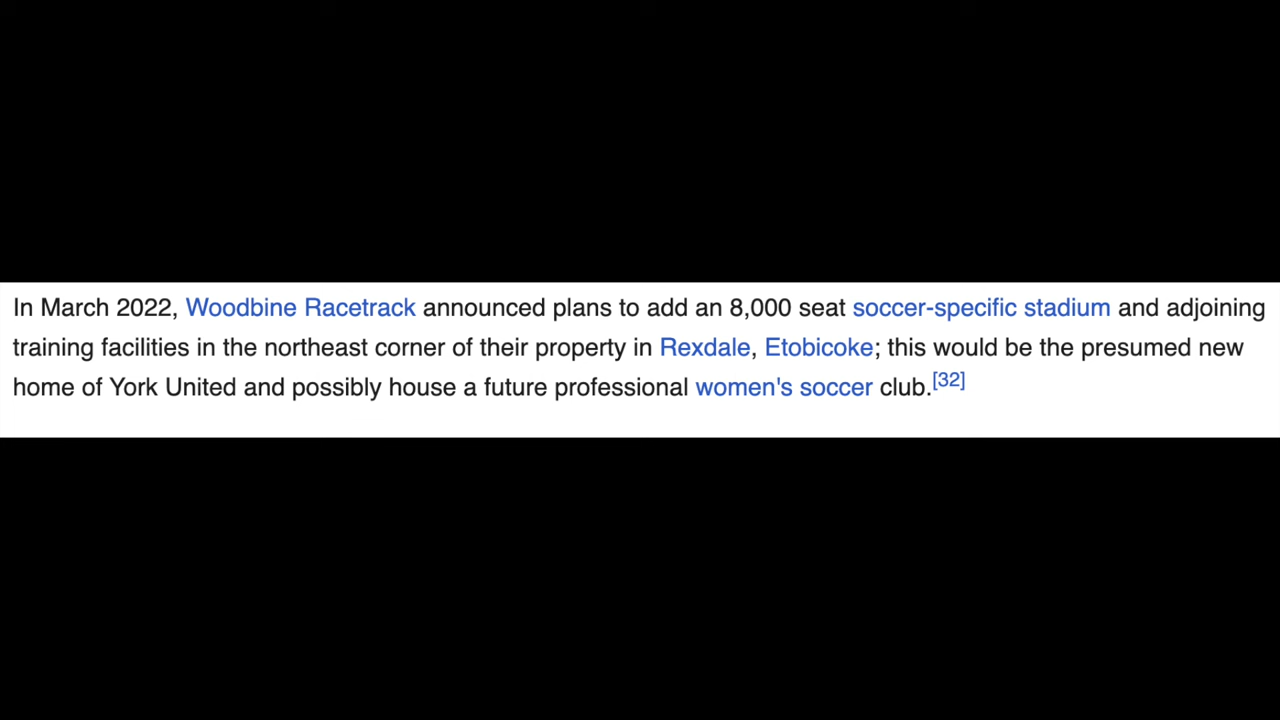 In March 2022, Woodbine Racetrack announced plans to add an 8,000 seat soccer-specific stadium and adjoining
training facilities in the northeast corner of their property in Rexdale, Etobicoke; this would be the presumed new
home of York United and possibly house a future professional women's soccer club.[32]